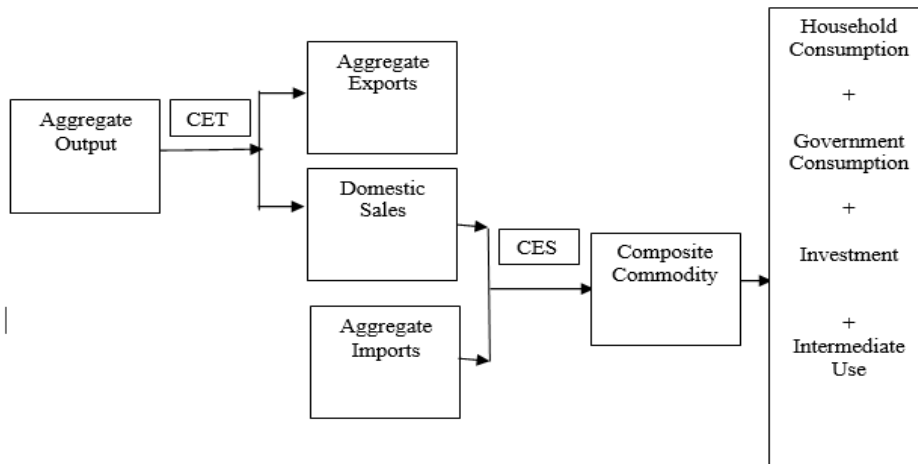 Aggregate
Output
CET
Aggregate
Exports
Domestic
Sales
Aggregate
Imports
CES
Composite
Commodity
Household
Consumption
+
Government
Consumption
+
Investment
+
Intermediate
Use